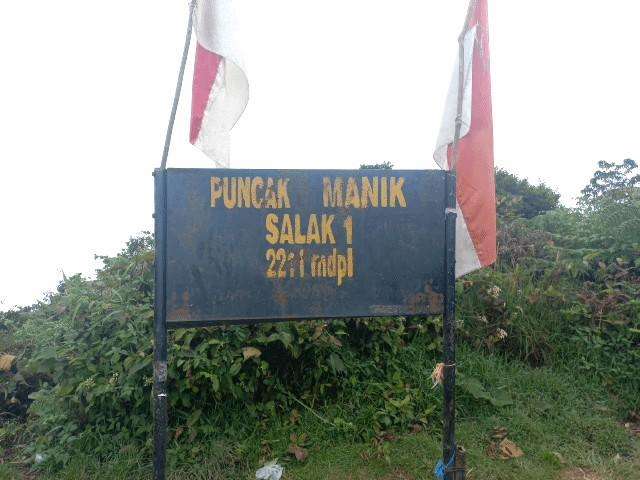 PUNCAK MANIK
SALAK 1
2211 mdpl